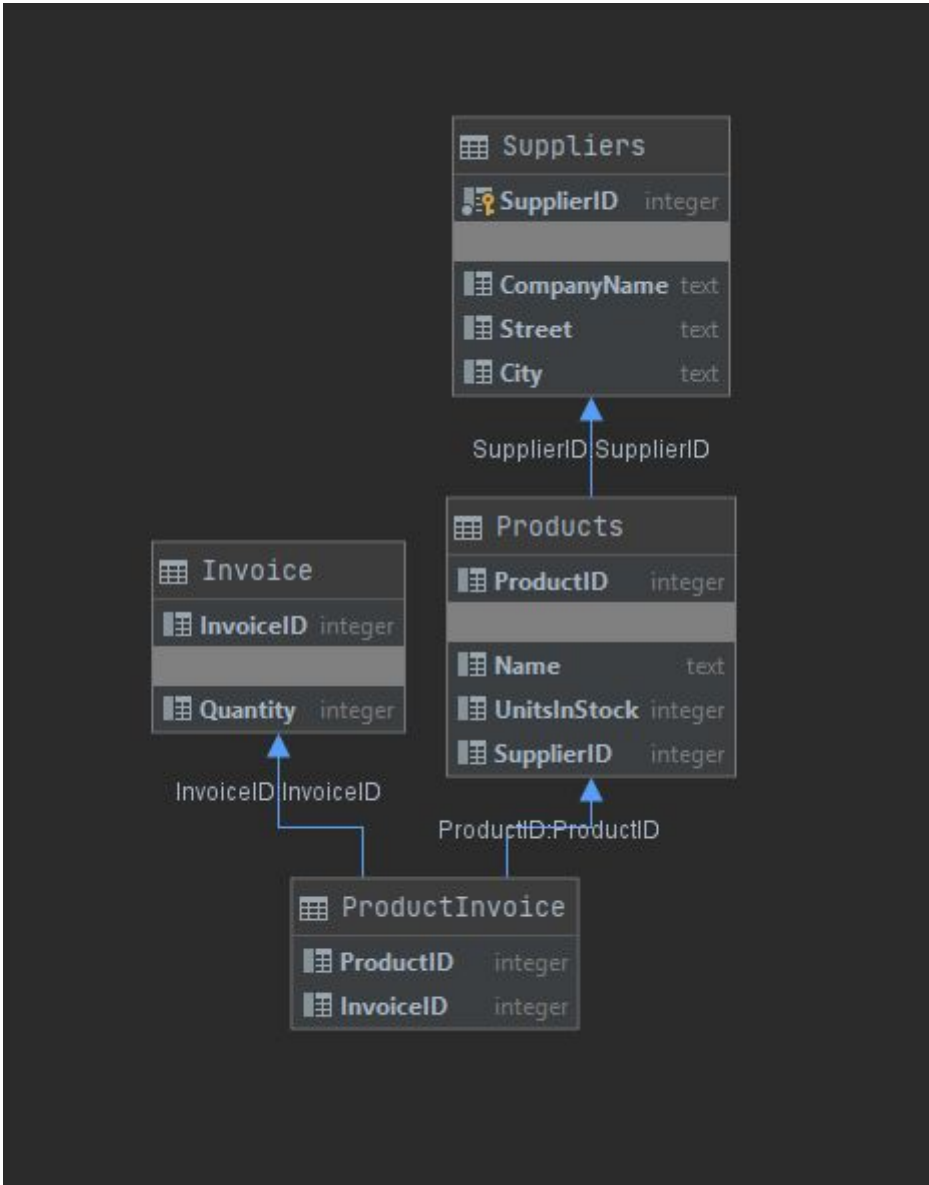 Suppliers
SupplierID integer
CompanyName text
Street text
City text
SupplierID:SupplierID
Products
ProductID integer
Name text
UnitsInStock integer
SupplierID integer
Invoice
InvoiceID integer
Quantity integer
InvoiceID:InvoiceID
ProductID:ProductID
ProductInvoice
ProductID integer
InvoiceID integer